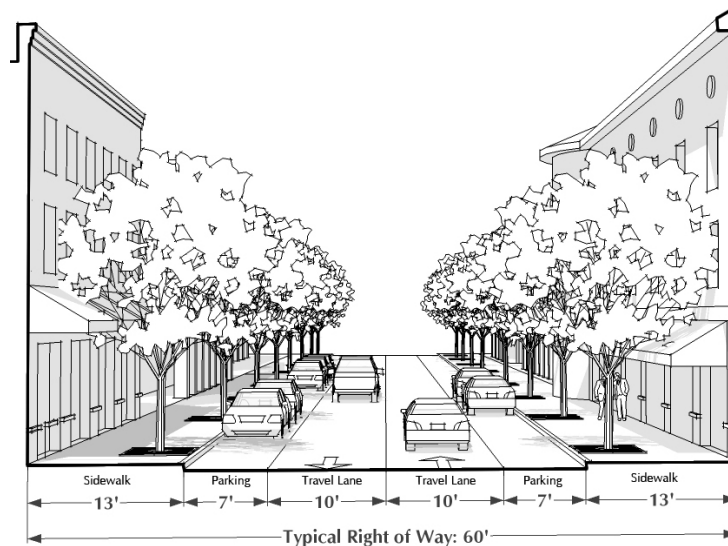 Sidewalk Parking Travel Lane Travel Lane Parking Sidewalk
13' 7' 10' 10' 7' 13'
Typical Right of Way: 60'